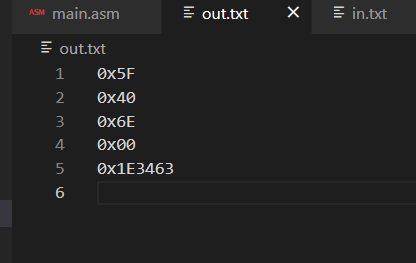 ASM main.asm out.txt × in.txt
out.txt
1 0x5F
2 0x40
3 0x6E
4 0x00
5 0x1E3463
6